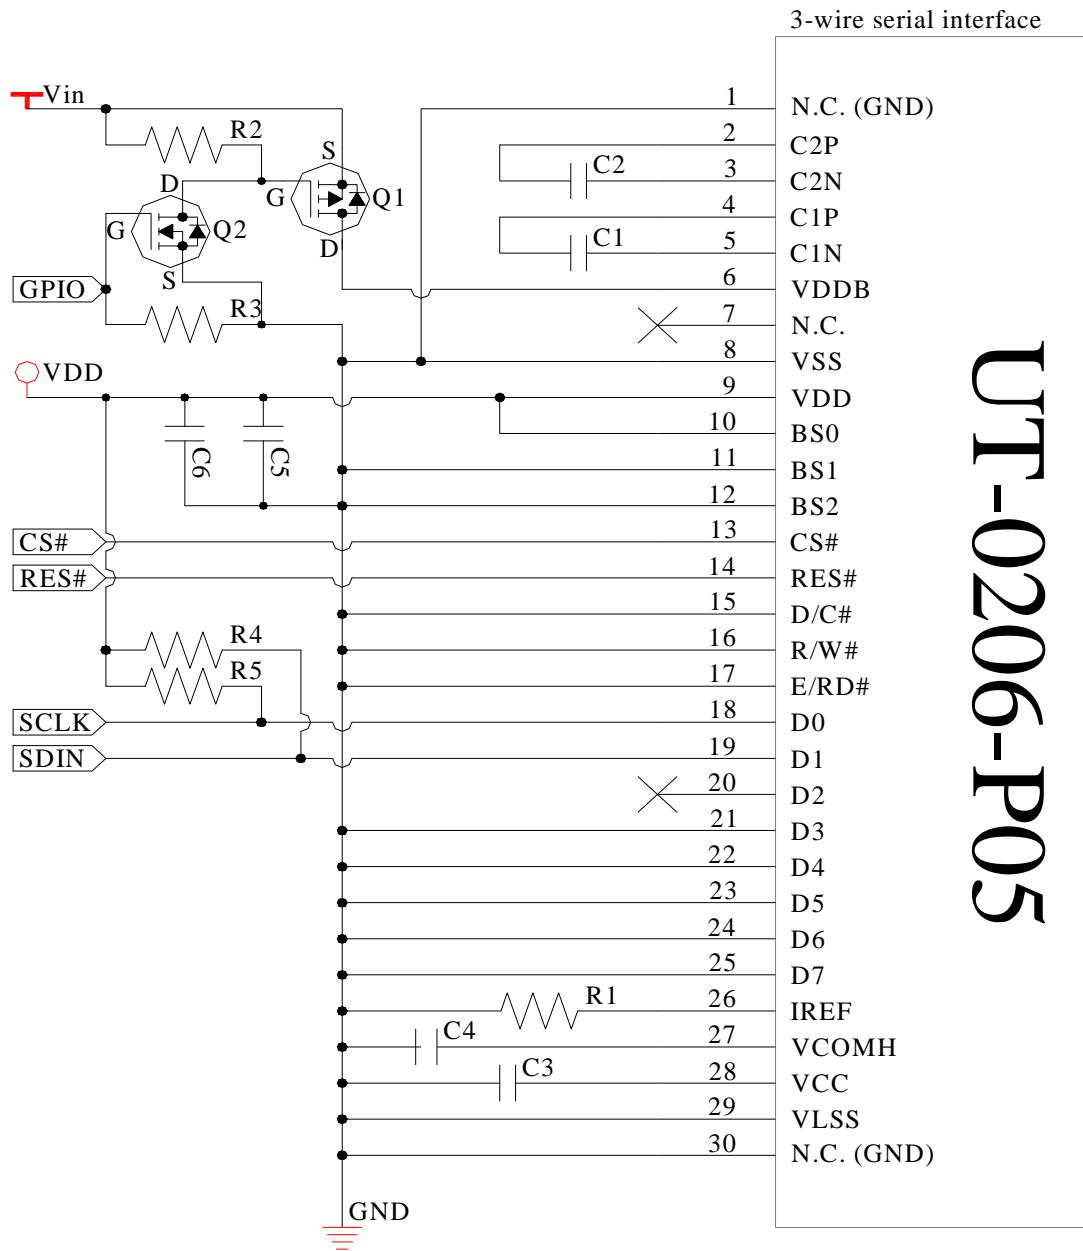 3-wire serial interface
Vin
R2
S
D
G
Q1
G
Q2
D
S
GPIO
R3
VDD
C6
C5
CS#
RES#
R4
R5
SCLK
SDIN
C2
C1
1 N.C. (GND)
2 C2P
3 C2N
4 C1P
5 C1N
6 VDDB
7 N.C.
8 VSS
9 VDD
10 BS0
11 BS1
12 BS2
13 CS#
14 RES#
15 D/C#
16 R/W#
17 E/RD#
18 D0
19 D1
20 D2
21 D3
22 D4
23 D5
24 D6
25 D7
R1
26 IREF
C4
27 VCOMH
C3
28 VCC
29 VLSS
30 N.C. (GND)
GND
UT-0206-P05